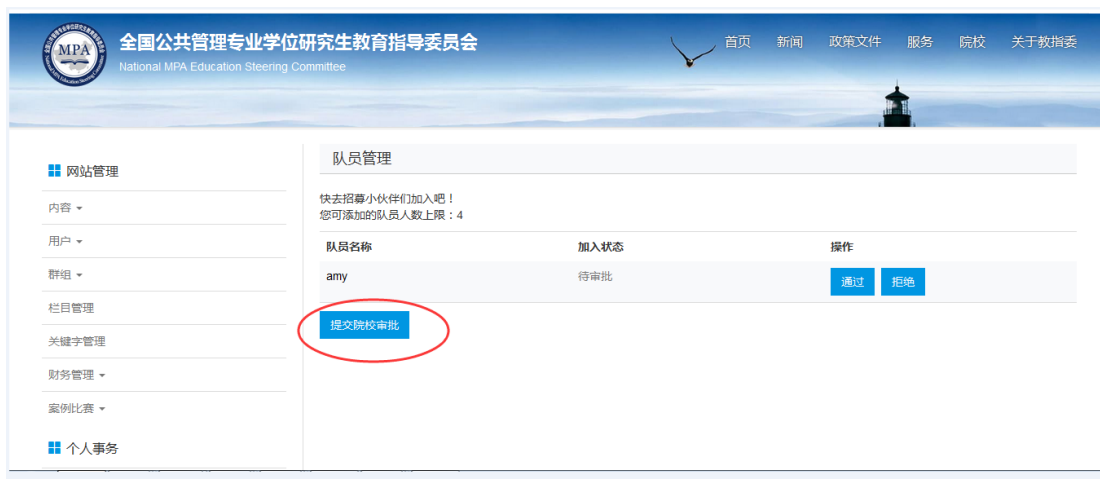 全国公共管理专业学位研究生教育指导委员会
National MPA Education Steering Committee
MPA
首页 新闻 政策文件 服务 院校 关于教指委
网站管理
内容
用户
群组
栏目管理
关键字管理
财务管理
案例比赛
个人事务
队员管理
快去招募小伙伴们加入吧！
您可添加的队员人数上限：4
队员名称 加入状态 操作
amy 待审批 通过 拒绝
提交院校审批